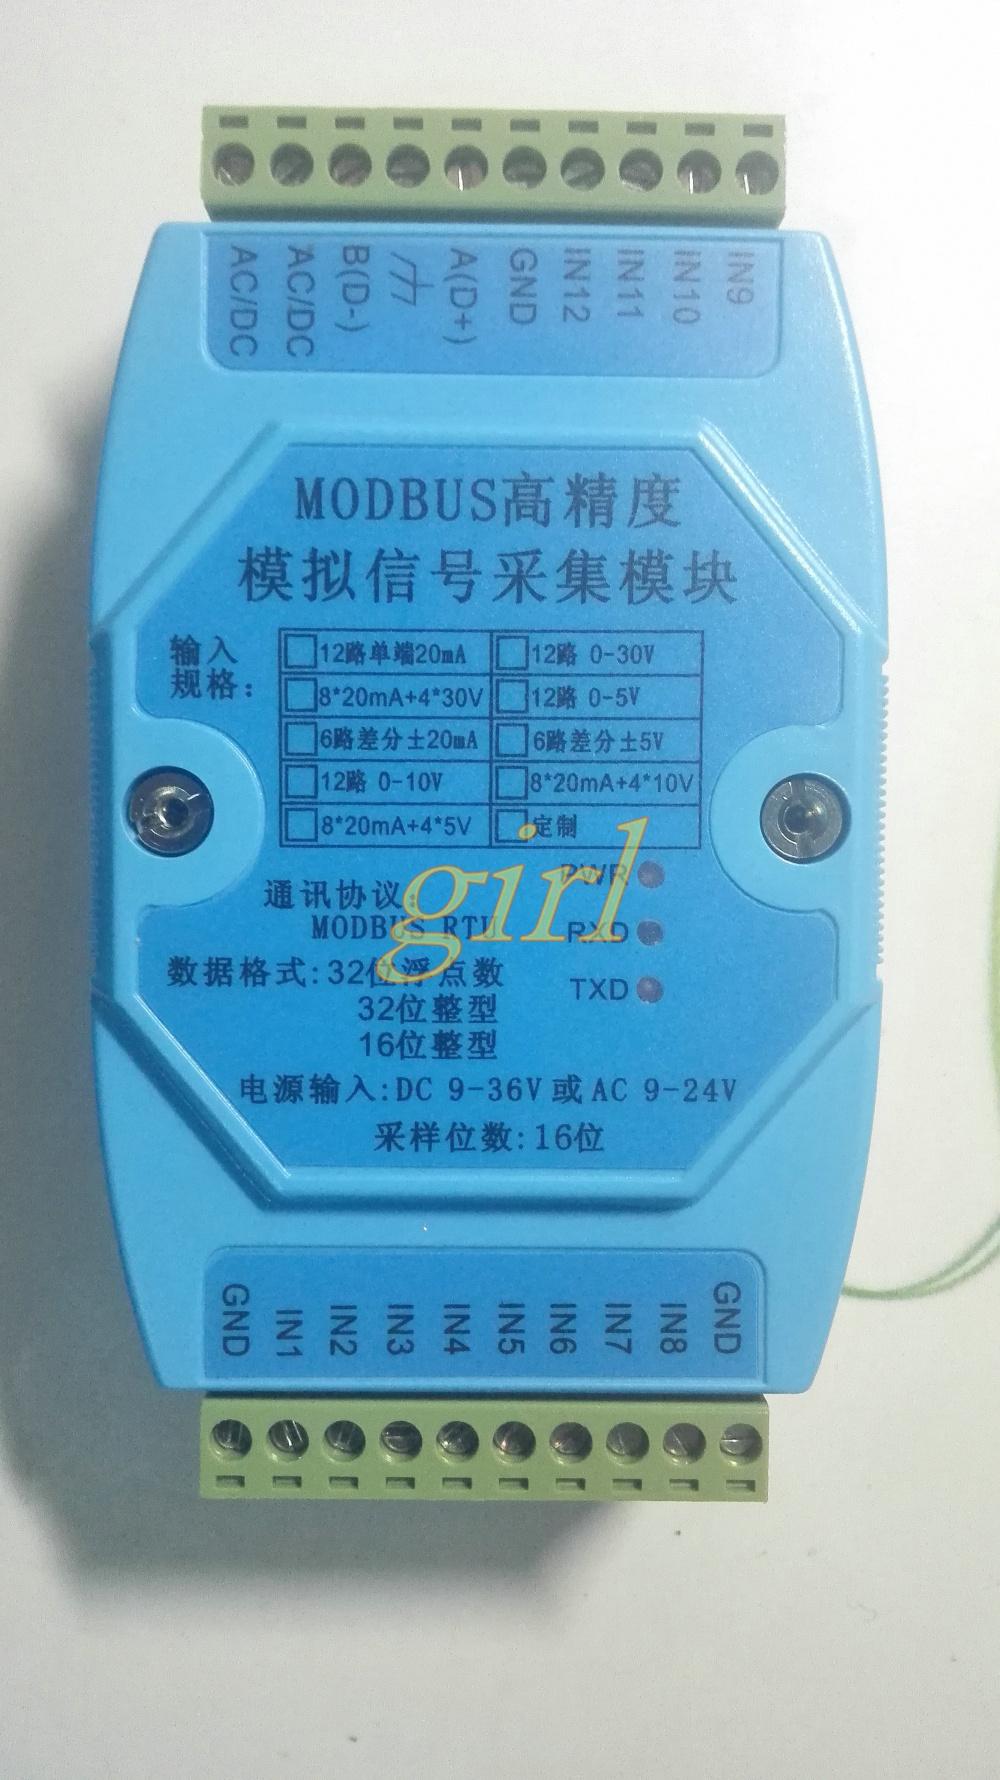 AC/DC
AC/DC
B(D-)
A(D+)
GND
IN12
IN11
IN10
IN9
MODBUS高精度
模拟信号采集模块
输入
规格:
12路单端20mA
12路 0-30V
8*20mA+4*30V
12路 0-5V
6路差分±20mA
6路差分±5V
12路 0-10V
8*20mA+4*10V
8*20mA+4*5V
定制
PWR
通讯协议:
MODBUS RTU
RXD
girl
数据格式:32位浮点数
TXD
32位整型
16位整型
电源输入:DC 9-36V 或 AC 9-24V
采样位数:16位
GND
IN1
IN2
IN3
IN4
IN5
IN6
IN7
IN8
GND